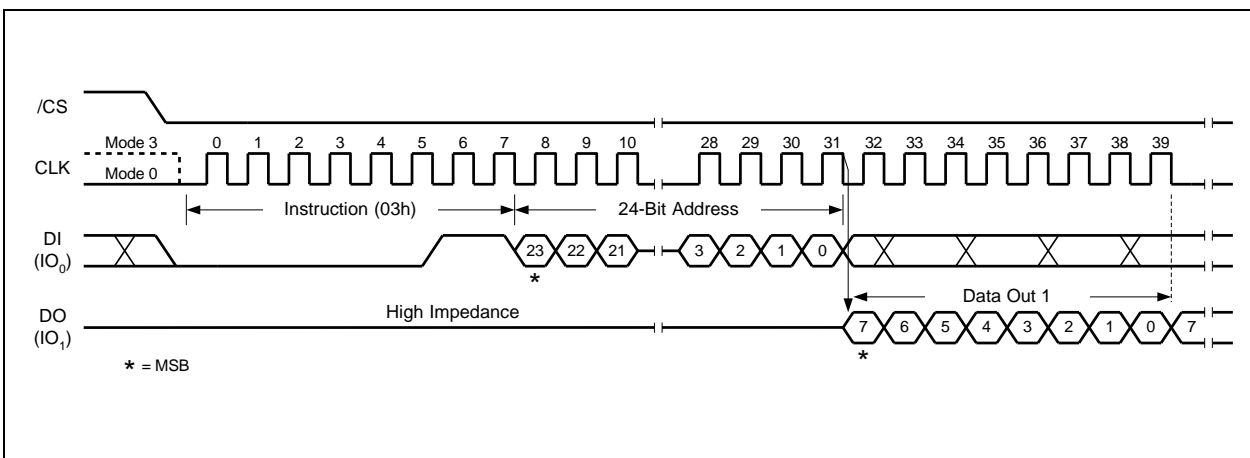 /CS
Mode 3 0 1 2 3 4 5 6 7 8 9 10 28 29 30 31 32 33 34 35 36 37 38 39
CLK
Mode 0
Instruction (03h) 24-Bit Address
DI
(IO0) 23 22 21 3 2 1 0
*
High Impedance Data Out 1
DO
(IO1) 7 6 5 4 3 2 1 0 7
*
* = MSB